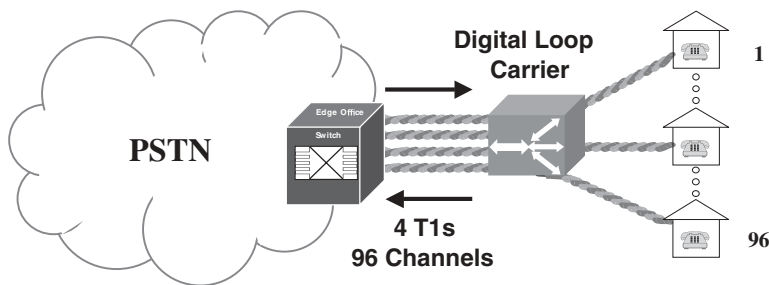 Digital Loop
Carrier
1
Edge Office
Switch
PSTN
4 T1s
96 Channels
96